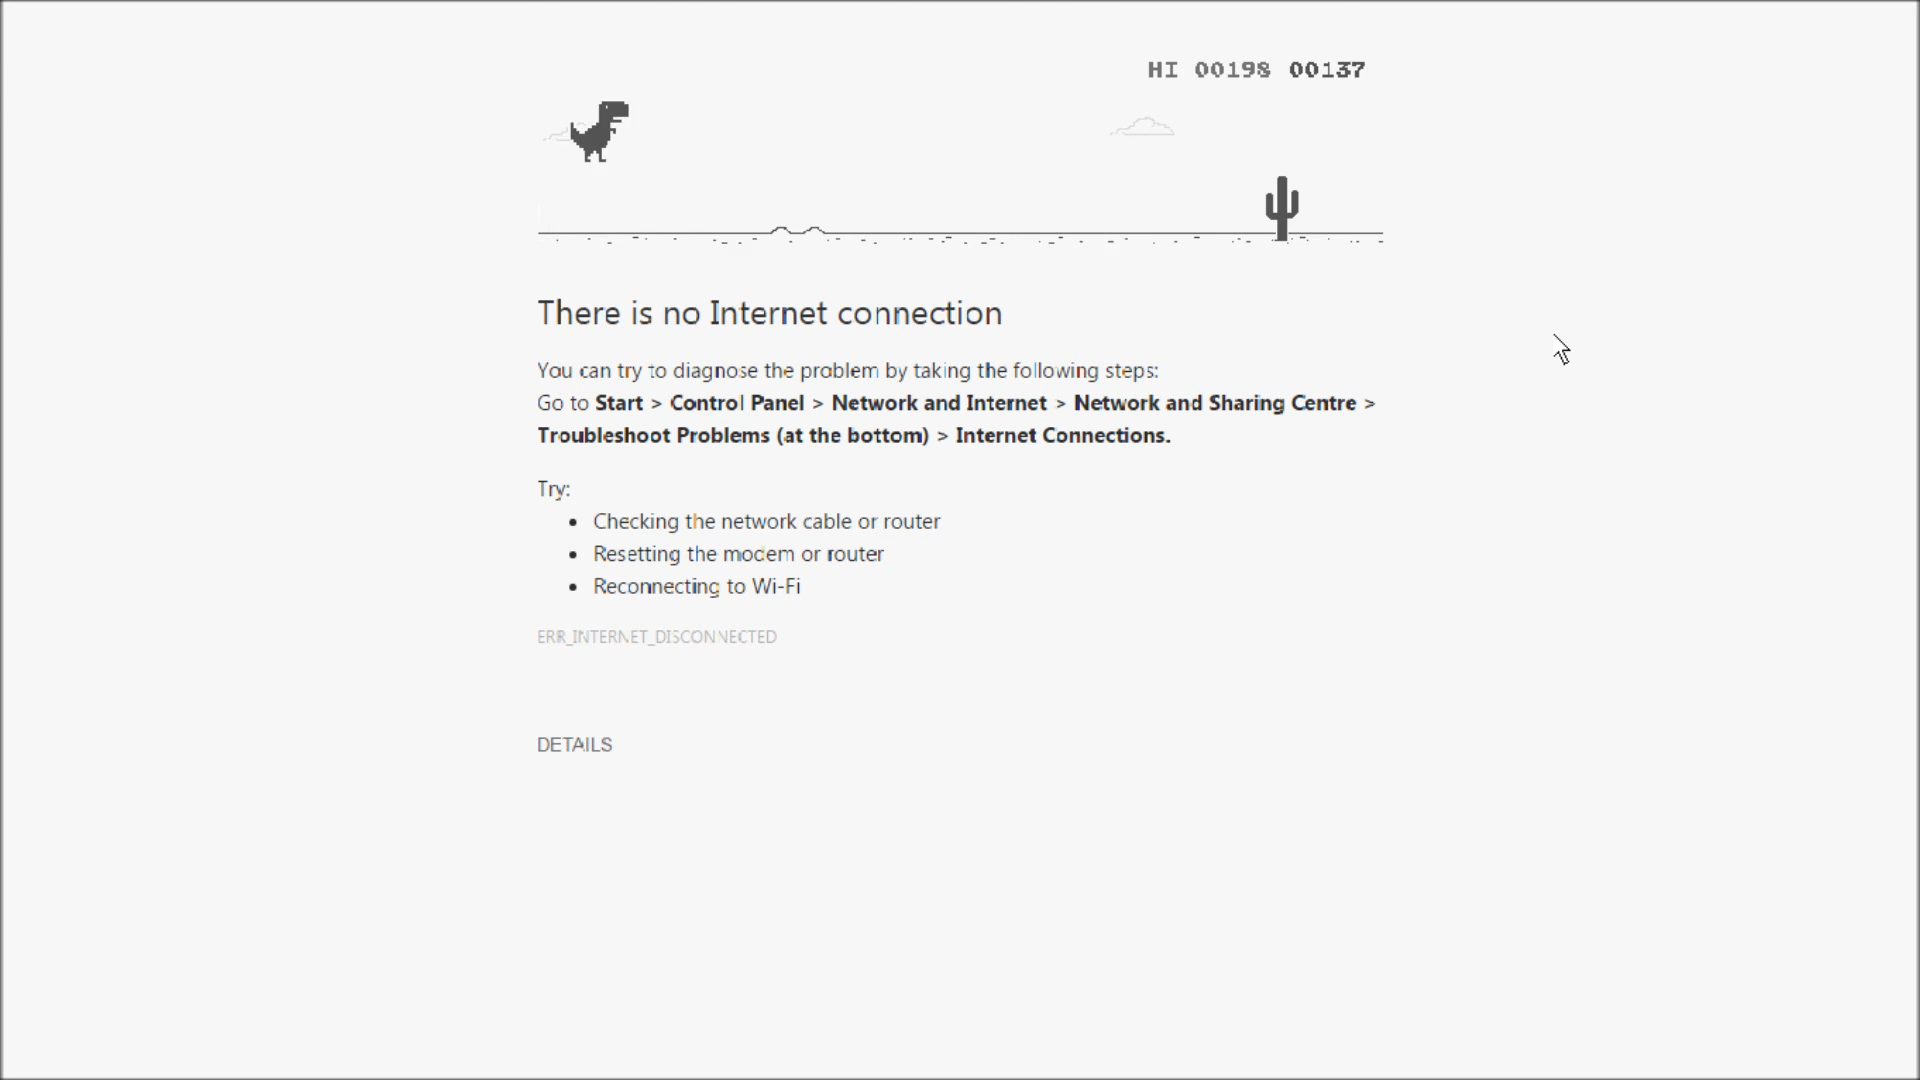 HI 00198 00137
There is no Internet connection
You can try to diagnose the problem by taking the following steps:
Go to Start > Control Panel > Network and Internet > Network and Sharing Centre >
Troubleshoot Problems (at the bottom) > Internet Connections.
Try:
• Checking the network cable or router
• Resetting the modem or router
• Reconnecting to Wi-Fi
ERR_INTERNET_DISCONNECTED
DETAILS